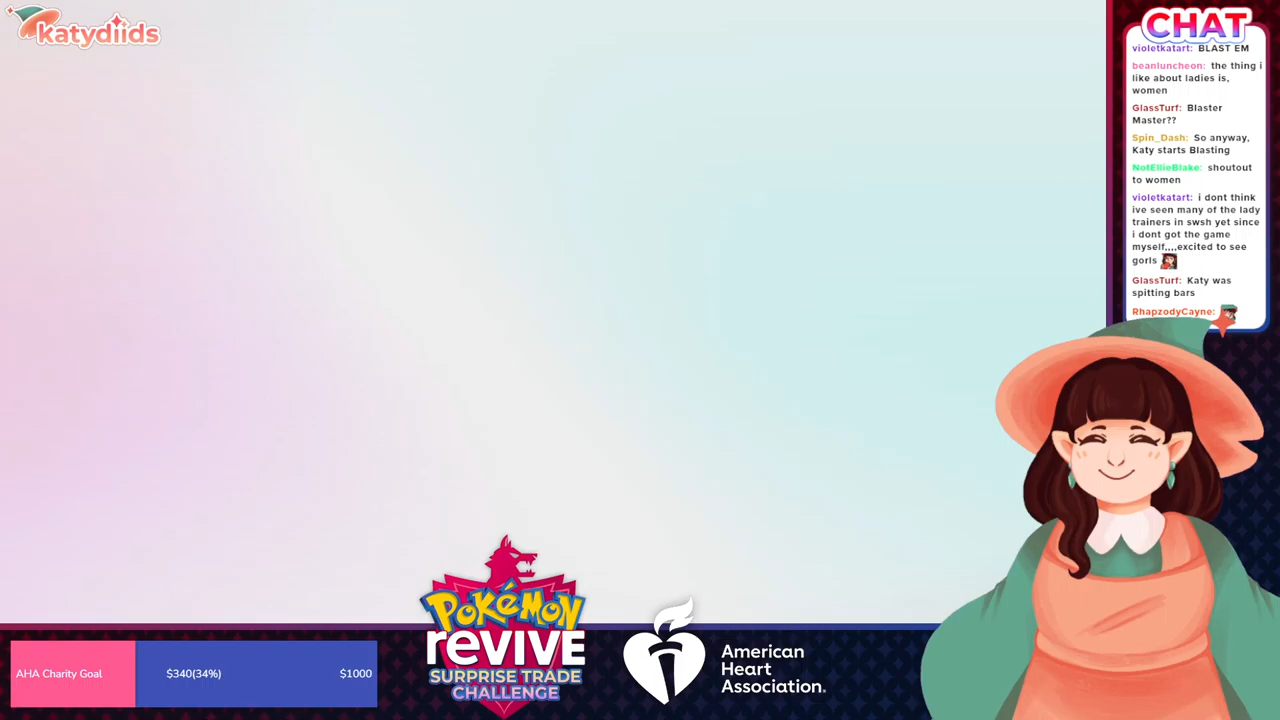 katydiids
CHAT
violetkatart: BLAST EM
beanluncheon: the thing i
like about ladies is,
women
GlassTurf: Blaster
Master??
Spin_Dash: So anyway,
Katy starts Blasting
NotEllieBlake: shoutout
to women
violetkatart: i dont think
ive seen many of the lady
trainers in swsh yet since
i dont got the game
myself,,,,excited to see
gorls
GlassTurf: Katy was
spitting bars
RhapzodyCayne:
AHA Charity Goal
$340(34%)
$1000
POKéMON
reVIVE
SURPRISE TRADE
CHALLENGE
American
Heart
Association.